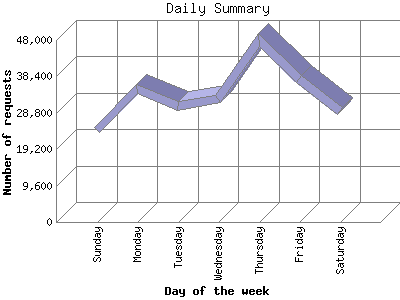 Daily Summary
Number of requests
48,000
38,400
28,800
19,200
9,600
0
Sunday
Monday
Tuesday
Wednesday
Thursday
Friday
Saturday
Day of the week